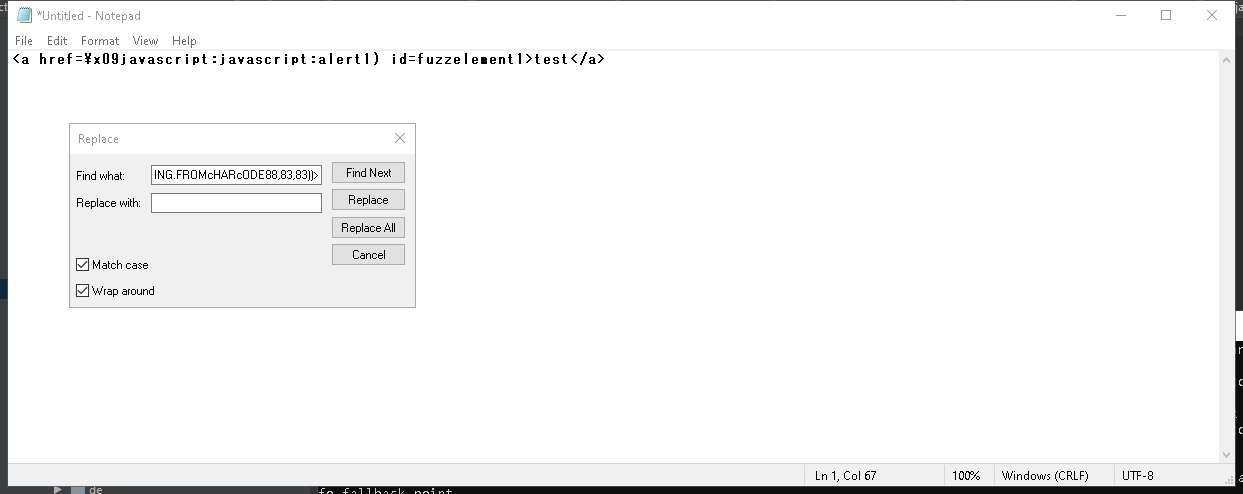 *Untitled - Notepad
File Edit Format View Help
<a href=¥x09javascript:javascript:alert1) id=fuzzelement1>test</a>
Replace
Find what: ING.FROMcHARcODE88,83,83))> Find Next
Replace with: Replace
Replace All
Cancel
Match case
Wrap around
Ln 1, Col 67 100% Windows (CRLF) UTF-8
de
fo fallback point